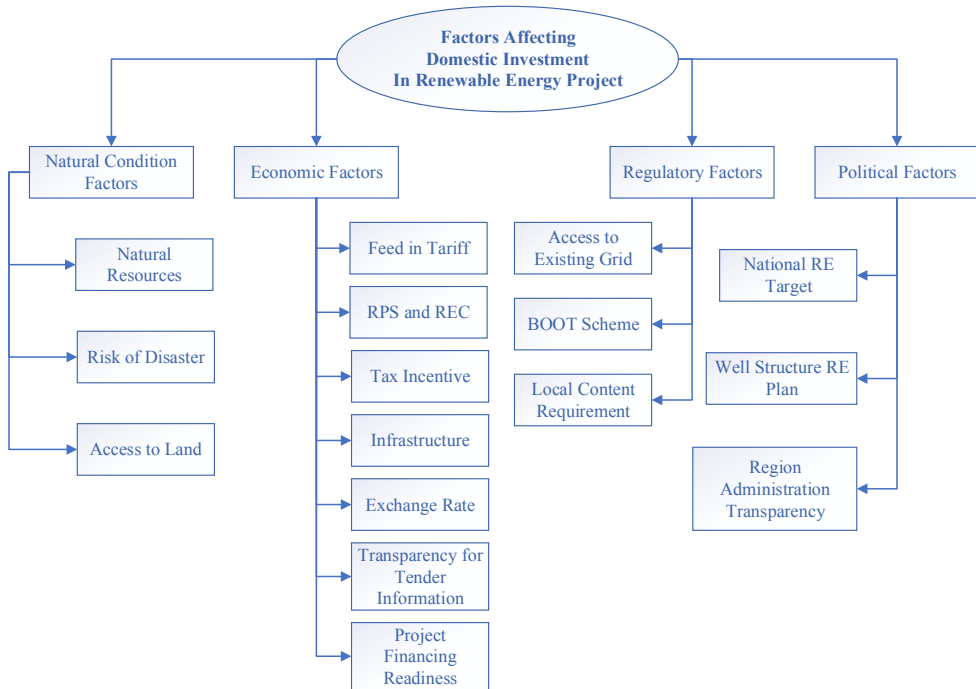 Factors Affecting
Domestic Investment
In Renewable Energy Project
Natural Condition
Factors
Economic Factors
Regulatory Factors
Political Factors
Natural
Resources
Risk of Disaster
Access to Land
Feed in Tariff
RPS and REC
Tax Incentive
Infrastructure
Exchange Rate
Transparency for
Tender
Information
Project
Financing
Readiness
Access to
Existing Grid
BOOT Scheme
Local Content
Requirement
National RE
Target
Well Structure RE
Plan
Region
Administration
Transparency